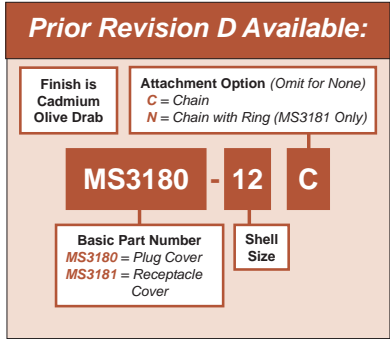 Prior Revision D Available:
Finish is
Cadmium
Olive Drab
Attachment Option (Omit for None)
C = Chain
N = Chain with Ring (MS3181 Only)
MS3180 - 12 C
Basic Part Number
MS3180 = Plug Cover
MS3181 = Receptacle
Cover
Shell
Size